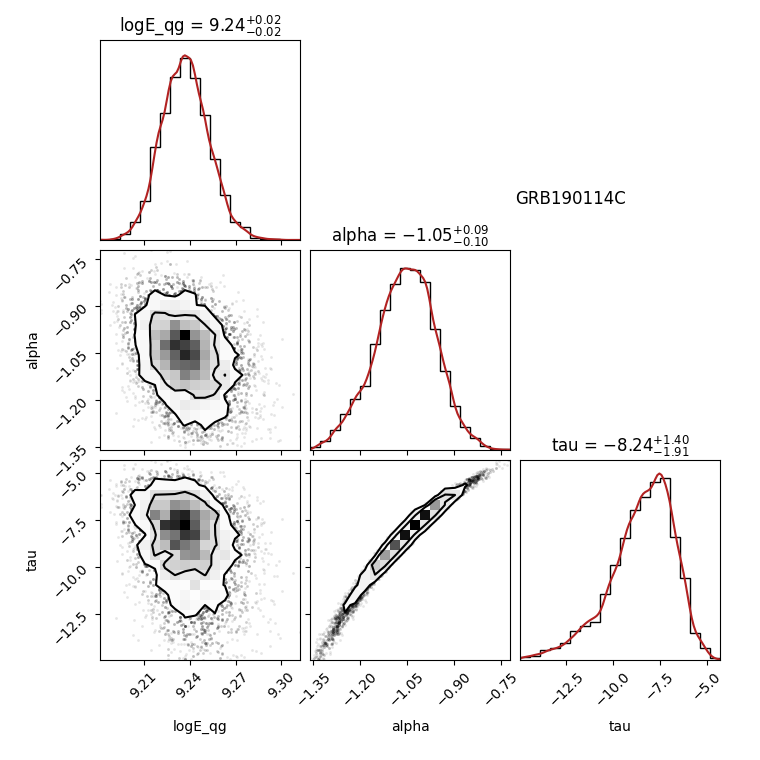 logE_qg = 9.24+0.02−0.02
GRB190114C
alpha = −1.05+0.09−0.10
−0.75
−0.90
−1.05
−1.20
−1.35
alpha
tau = −8.24+1.40−1.91
−5.0
−7.5
−10.0
−12.5
tau
9.21 9.24 9.27 9.30
−1.35 −1.20 −1.05 −0.90 −0.75
−12.5 −10.0 −7.5 −5.0
logE_qg alpha tau